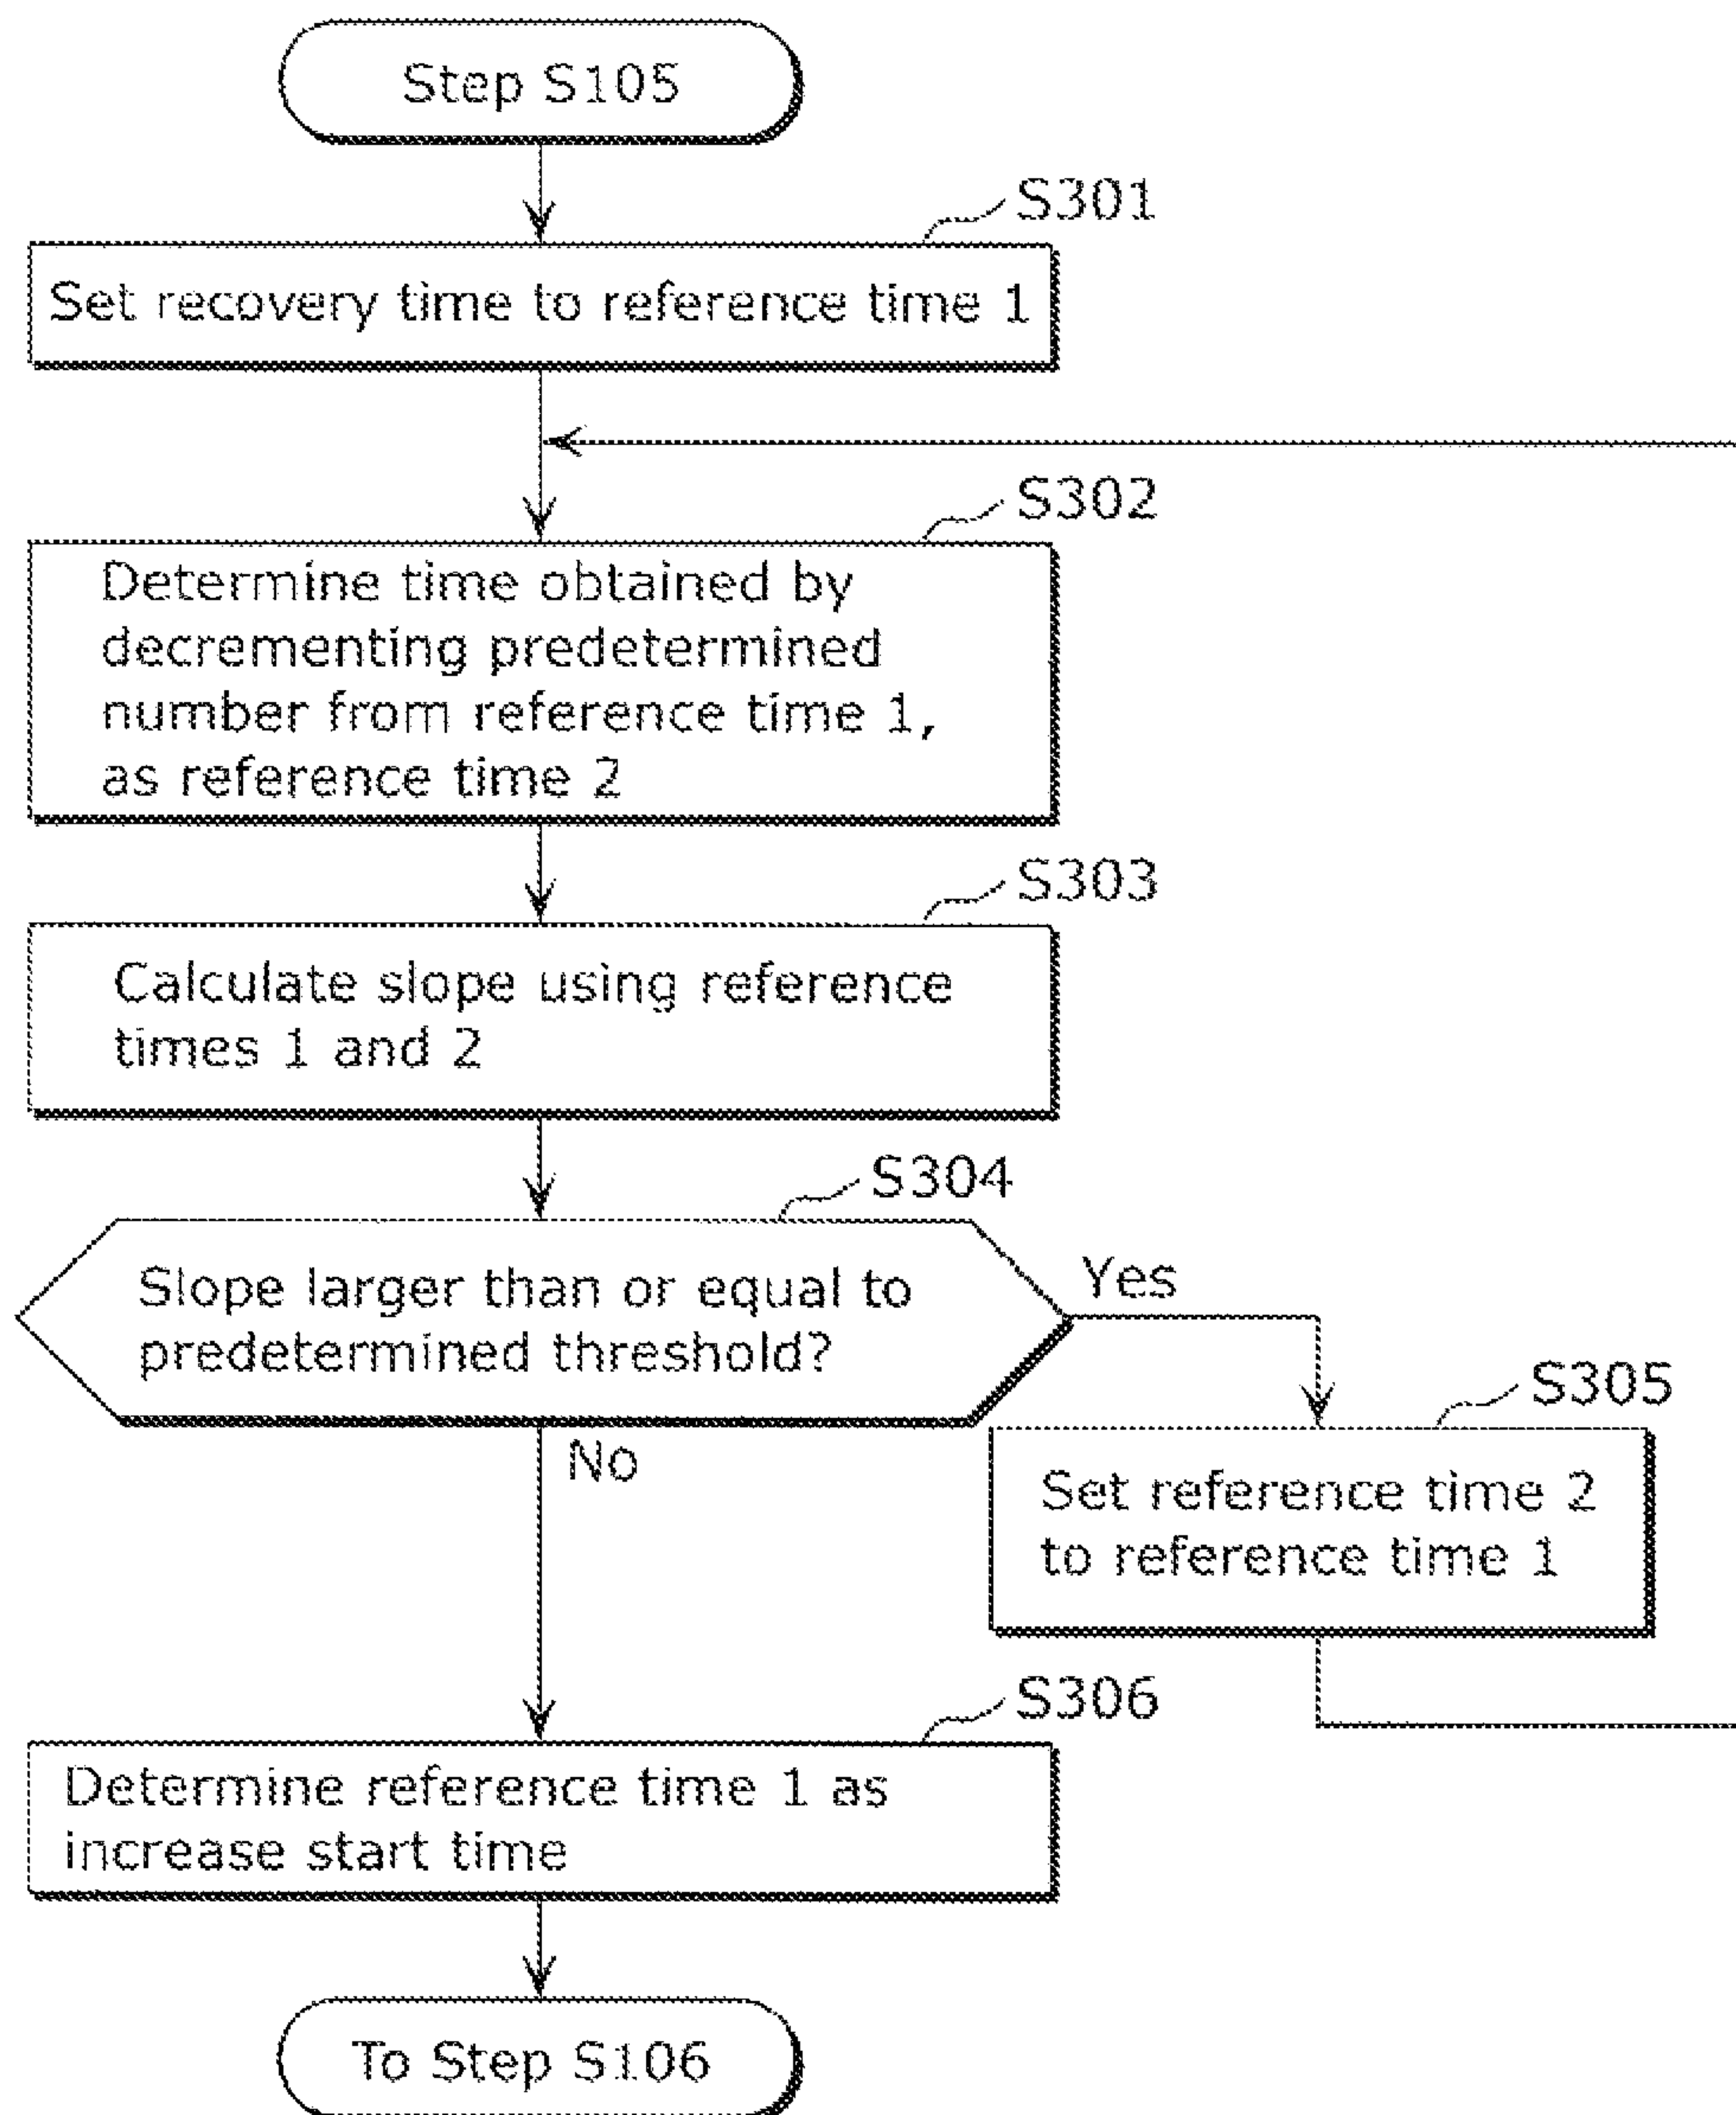 Step S105
S301
Set recovery time to reference time 1
S302
Determine time obtained by
decrementing predetermined
number from reference time 1,
as reference time 2
S303
Calculate slope using reference
times 1 and 2
S304
Slope larger than or equal to
predetermined threshold?
Yes
No
S305
Set reference time 2
to reference time 1
S306
Determine reference time 1 as
increase start time
To Step S106